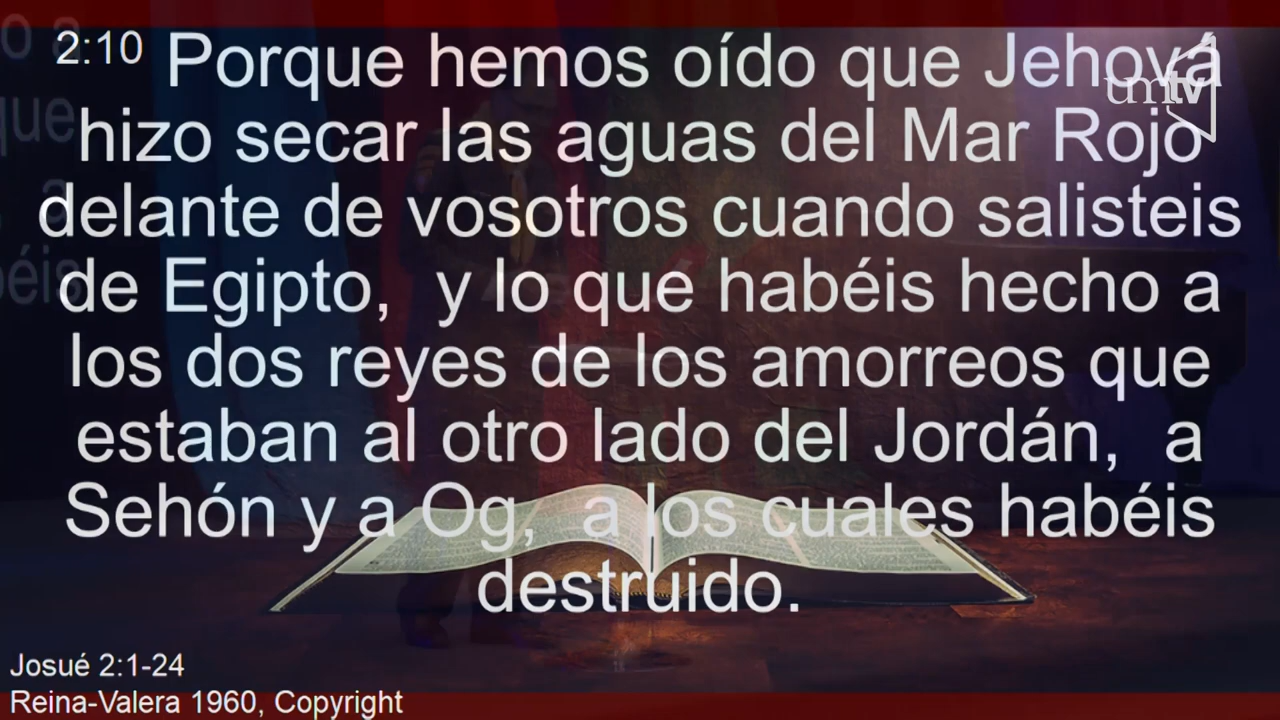 2:10 Porque hemos oído que Jehová
hizo secar las aguas del Mar Rojo
delante de vosotros cuando salisteis
de Egipto, y lo que habéis hecho a
los dos reyes de los amorreos que
estaban al otro lado del Jordán, a
Sehón y a Og, a los cuales habéis
destruido.
umtv
Josué 2:1-24
Reina-Valera 1960, Copyright